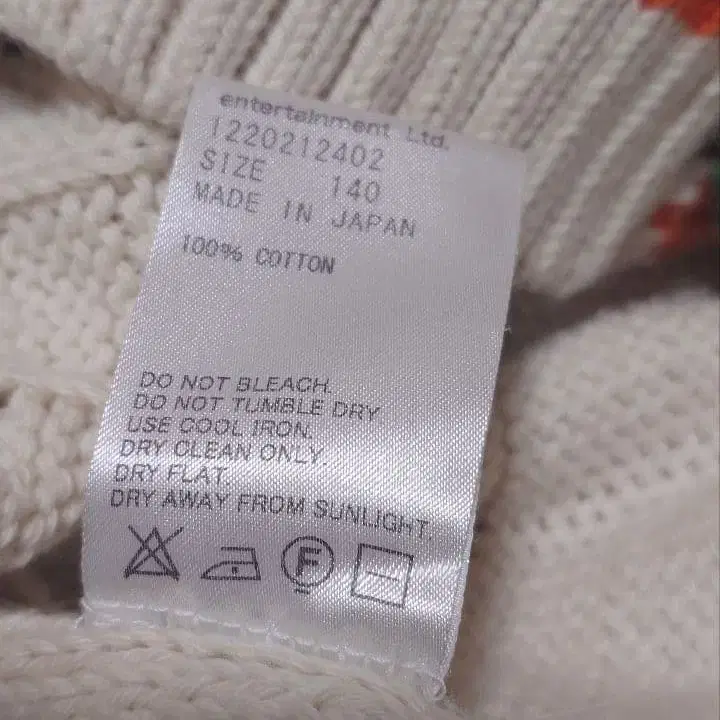 entertainment Ltd.
1220212402
SIZE 140
MADE IN JAPAN
100% COTTON
DO NOT BLEACH.
DO NOT TUMBLE DRY.
USE COOL IRON.
DRY CLEAN ONLY.
DRY FLAT.
DRY AWAY FROM SUNLIGHT.
F